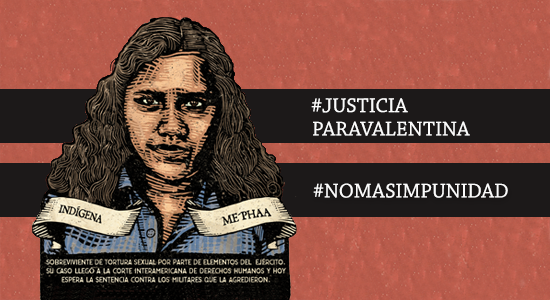 #JUSTICIA
PARAVALENTINA
#NOMASIMPUNIDAD
INDÍGENA
ME'PHAA
SOBREVIVIENTE DE TORTURA SEXUAL POR PARTE DE ELEMENTOS DEL EJÉRCITO.
SU CASO LLEGÓ A LA CORTE INTERAMERICANA DE DERECHOS HUMANOS Y HOY
ESPERA LA SENTENCIA CONTRA LOS MILITARES QUE LA AGREDIERON.